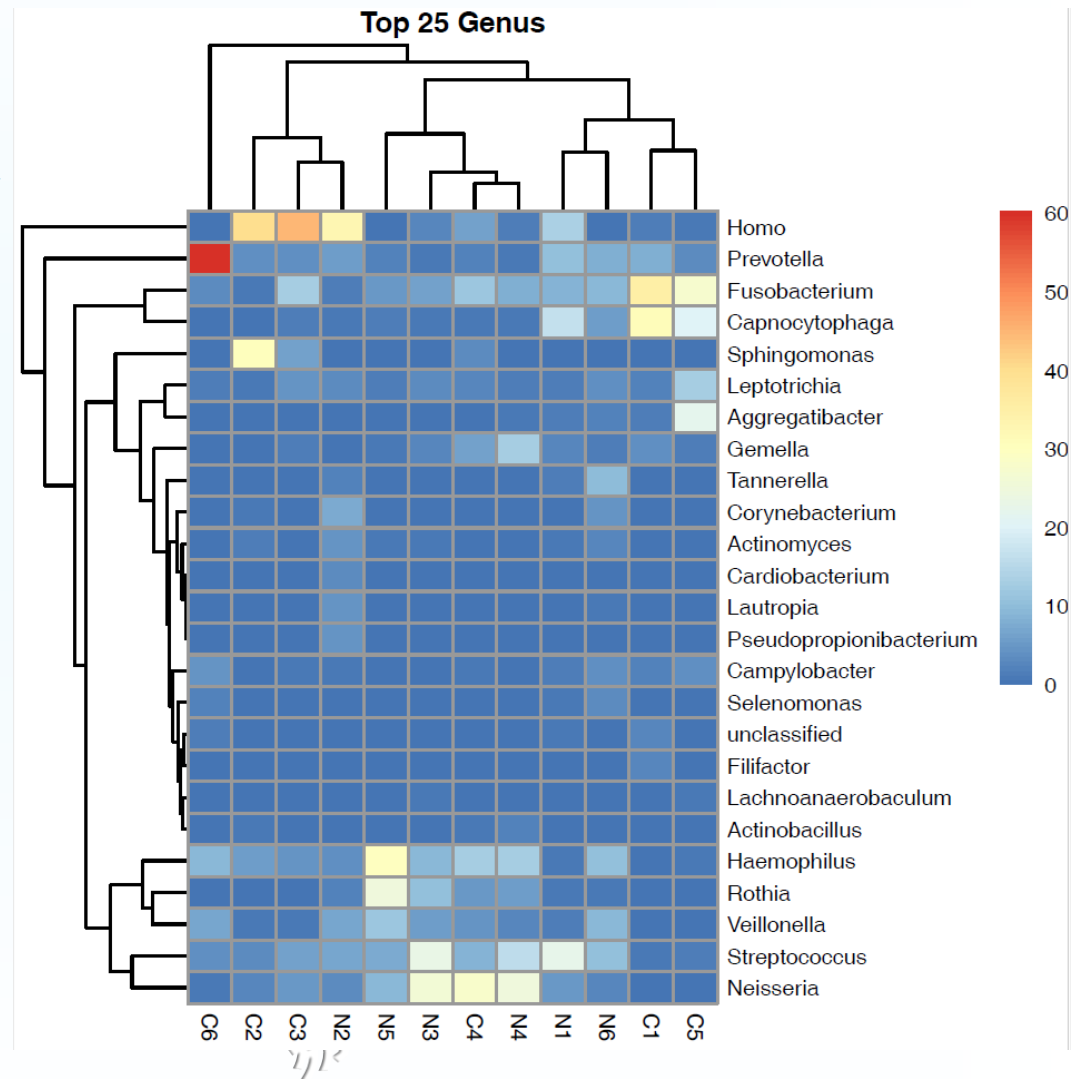 Top 25 Genus
Homo
Prevotella
Fusobacterium
Capnocytophaga
Sphingomonas
Leptotrichia
Aggregatibacter
Gemella
Tannerella
Corynebacterium
Actinomyces
Cardiobacterium
Lautropia
Pseudopropionibacterium
Campylobacter
Selenomonas
unclassified
Filifactor
Lachnoanaerobaculum
Actinobacillus
Haemophilus
Rothia
Veillonella
Streptococcus
Neisseria
60
50
40
30
20
10
0
C6 C2 C3 N2 N5 N3 C4 N4 N1 N6 C1 C5